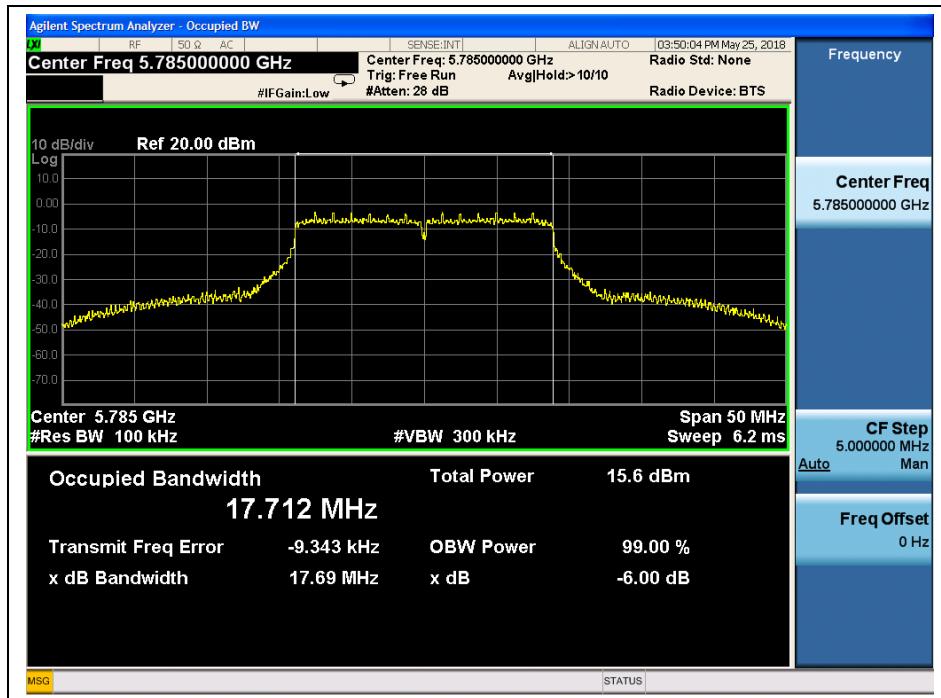 Agilent Spectrum Analyzer - Occupied BW
LXI RF 50 Ω AC SENSE:INT ALIGN AUTO 03:50:04 PM May 25, 2018
Center Freq 5.785000000 GHz
Center Freq: 5.785000000 GHz Radio Std: None
Trig: Free Run Avg|Hold:> 10/10
#IFGain:Low #Atten: 28 dB Radio Device: BTS
10 dB/div Ref 20.00 dBm
Log
10.0
0.00
-10.0
-20.0
-30.0
-40.0
-50.0
-60.0
-70.0
Center 5.785 GHz Span 50 MHz
#Res BW 100 kHz #VBW 300 kHz Sweep 6.2 ms
Occupied Bandwidth Total Power 15.6 dBm
17.712 MHz
Transmit Freq Error -9.343 kHz OBW Power 99.00 %
x dB Bandwidth 17.69 MHz x dB -6.00 dB
Frequency
Center Freq
5.785000000 GHz
CF Step
5.000000 MHz
Auto Man
Freq Offset
0 Hz
MSG STATUS